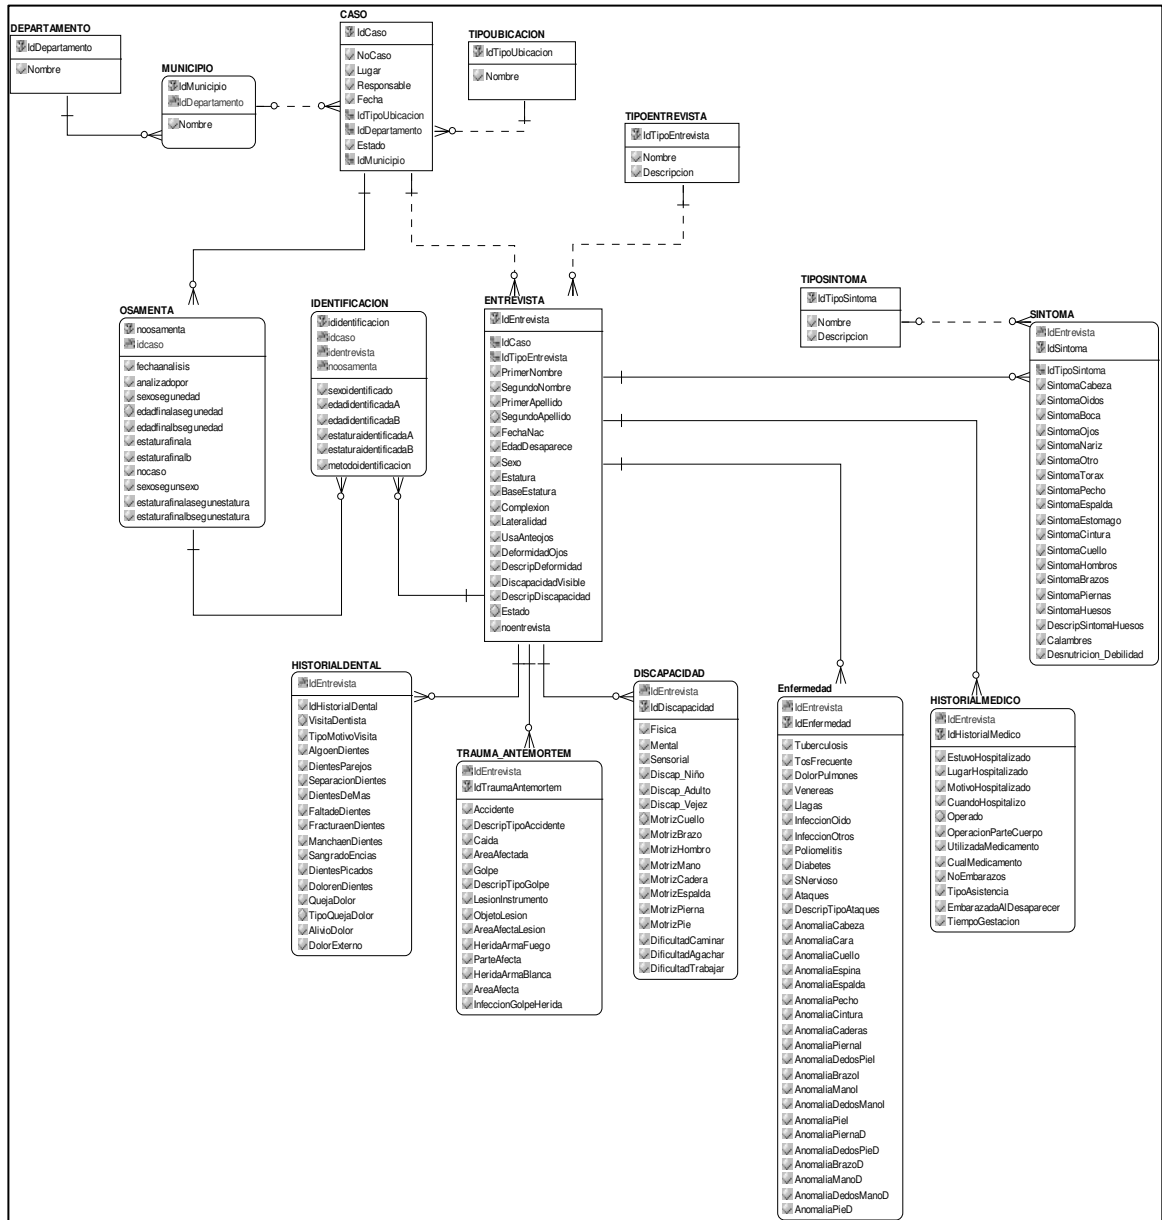 DEPARTAMENTO
IdDepartamento
Nombre
MUNICIPIO
IdMunicipio
IdDepartamento
Nombre
CASO
IdCaso
NoCaso
Lugar
Responsable
Fecha
IdTipoUbicacion
IdDepartamento
Estado
IdMunicipio
TIPOUBICACION
IdTipoUbicacion
Nombre
TIPOENTREVISTA
IdTipoEntrevista
Nombre
Descripcion
OSAMENTA
noosamenta
idcaso
fechaanalisis
analizadopor
sexosegunedad
edadfinalasegunedad
edadfinalbsegunedad
estaturafinala
estaturafinalb
nocaso
sexosegunsexo
estaturafinalasegunestatura
estaturafinalbsegunestatura
IDENTIFICACION
ididentificacion
idcaso
identrevista
noosamenta
sexoidentificado
edadidentificadaA
edadidentificadaB
estaturaidentificadaA
estaturaidentificadaB
metodoidentificacion
ENTREVISTA
IdEntrevista
IdCaso
IdTipoEntrevista
PrimerNombre
SegundoNombre
PrimerApellido
SegundoApellido
FechaNac
EdadDesaparece
Sexo
Estatura
BaseEstatura
Complexion
Lateralidad
UsaAnteojos
DeformidadOjos
DescripDeformidad
DiscapacidadVisible
DescripDiscapacidad
Estado
noentrevista
TIPOSINTOMA
IdTipoSintoma
Nombre
Descripcion
SINTOMA
IdEntrevista
IdSintoma
IdTipoSintoma
SintomaCabeza
SintomaOidos
SintomaBoca
SintomaOjos
SintomaNariz
SintomaOtro
SintomaTorax
SintomaPecho
SintomaEspalda
SintomaEstomago
SintomaCintura
SintomaCuello
SintomaHombros
SintomaBrazos
SintomaPiernas
SintomaHuesos
DescripSintomaHuesos
Calambres
Desnutricion_Debilidad
HISTORIALDENTAL
IdEntrevista
IdHistorialDental
VisitaDentista
TipoMotivoVisita
AlgoenDientes
DientesParejos
SeparacionDientes
DientesDeMas
FaltadeDientes
FracturaenDientes
ManchaenDientes
SangradoEncias
DientesPicados
DolorenDientes
QuejaDolor
TipoQuejaDolor
AlivioDolor
DolorExterno
TRAUMA_ANTEMORTEM
IdEntrevista
IdTraumaAntemortem
Accidente
DescripTipoAccidente
Caida
AreaAfectada
Golpe
DescripTipoGolpe
LesionInstrumento
ObjetoLesion
AreaAfectaLesion
HeridaArmaFuego
ParteAfecta
HeridaArmaBlanca
AreaAfecta
InfeccionGolpeHerida
DISCAPACIDAD
IdEntrevista
IdDiscapacidad
Fisica
Mental
Sensorial
Discap_Niño
Discap_Adulto
Discap_Vejez
MotrizCuello
MotrizBrazo
MotrizHombro
MotrizMano
MotrizCadera
MotrizEspalda
MotrizPierna
MotrizPie
DificultadCaminar
DificultadAgachar
DificultadTrabajar
Enfermedad
IdEntrevista
IdEnfermedad
Tuberculosis
TosFrecuente
DolorPulmones
Venereas
Llagas
InfeccionOido
InfeccionOtros
Poliomelitis
Diabetes
SNervioso
Ataques
DescripTipoAtaques
AnomaliaCabeza
AnomaliaCara
AnomaliaCuello
AnomaliaEspina
AnomaliaEspalda
AnomaliaPecho
AnomaliaCintura
AnomaliaCaderas
AnomaliaPiernaI
AnomaliaDedosPieI
AnomaliaBrazoI
AnomaliaManoI
AnomaliaDedosManoI
AnomaliaPieI
AnomaliaPiernaD
AnomaliaDedosPieD
AnomaliaBrazoD
AnomaliaManoD
AnomaliaDedosManoD
AnomaliaPieD
HISTORIALMEDICO
IdEntrevista
IdHistorialMedico
EstuvoHospitalizado
LugarHospitalizado
MotivoHospitalizado
CuandoHospitalizo
Operado
OperacionParteCuerpo
UtilizadaMedicamento
CualMedicamento
NoEmbarazos
TipoAsistencia
EmbarazadaAlDesaparecer
TiempoGestacion